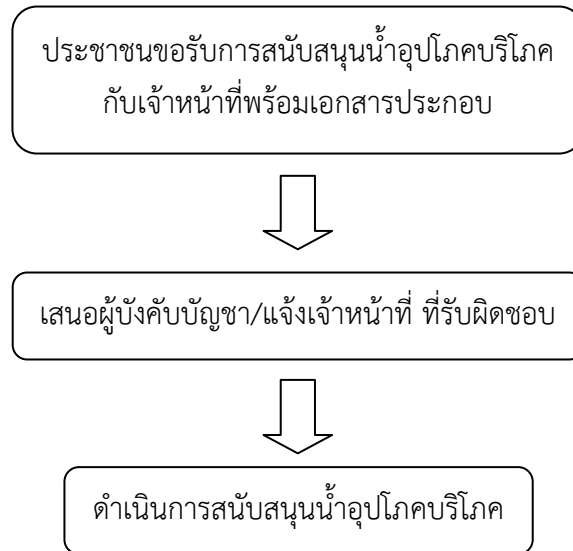 ประชาชนขอรับการสนับสนุนน้ำอุปโภคบริโภค
กับเจ้าหน้าที่พร้อมเอกสารประกอบ
เสนอผู้บังคับบัญชา/แจ้งเจ้าหน้าที่ ที่รับผิดชอบ
ดำเนินการสนับสนุนน้ำอุปโภคบริโภค